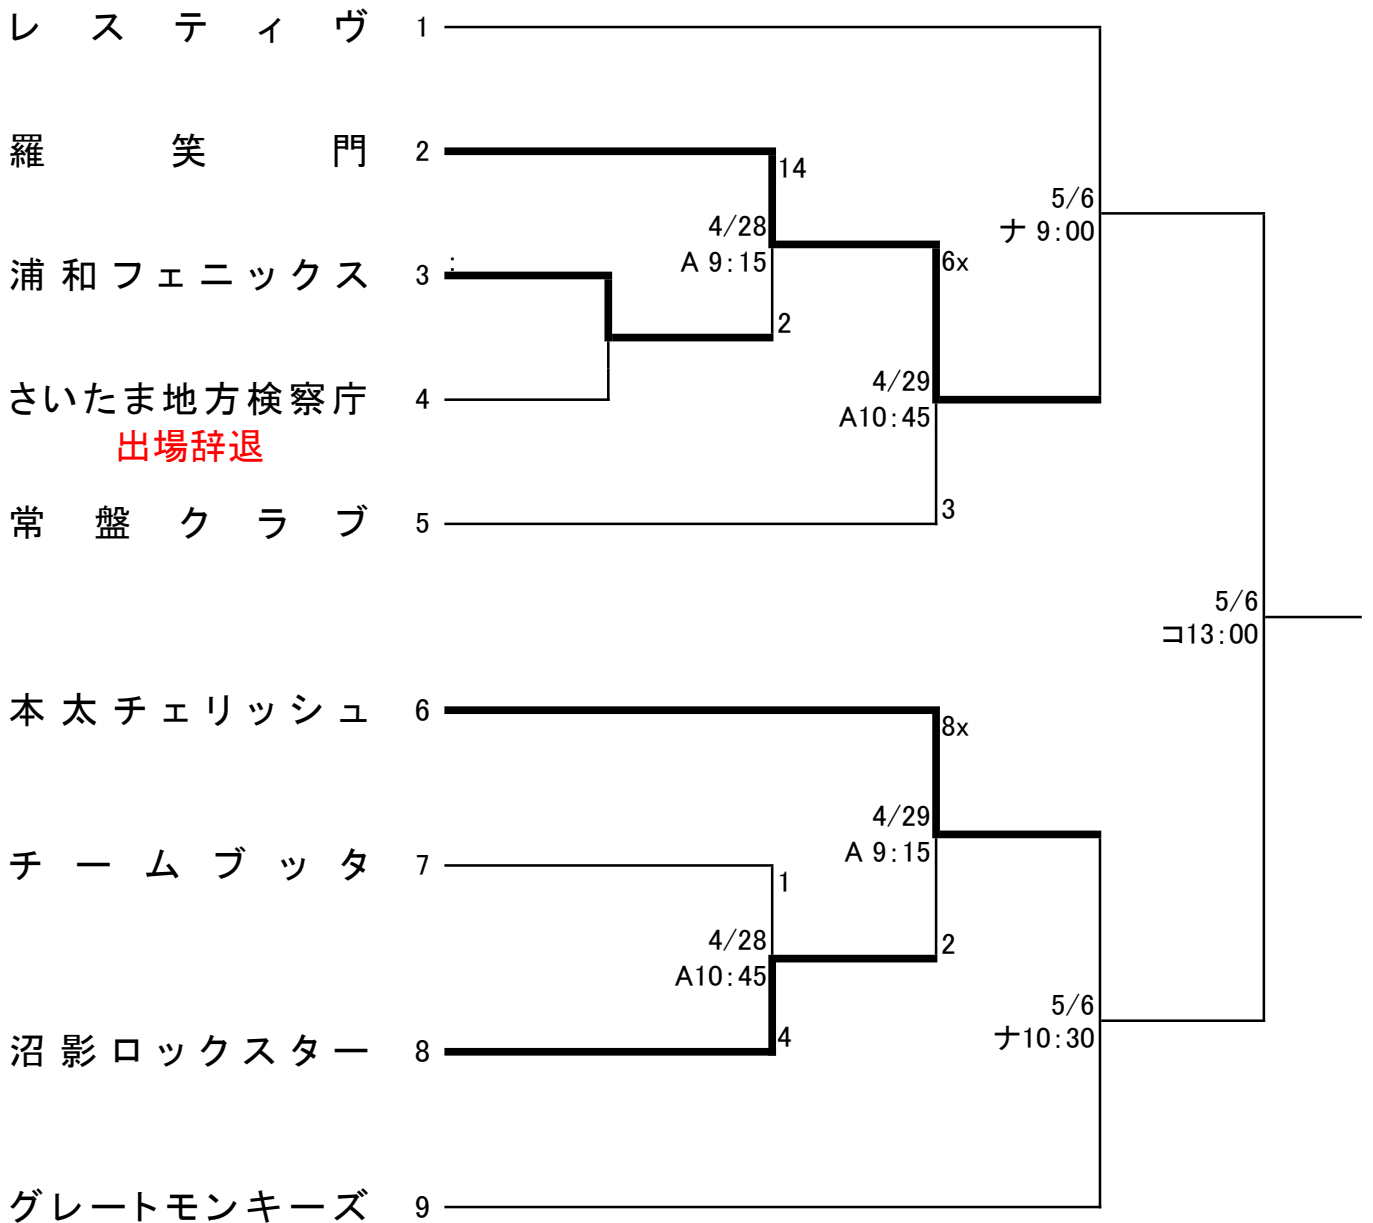 レスティヴ 1
羅笑門 2
14
5/6
ナ 9:00
4/28
A 9:15
浦和フェニックス 3
:
6x
2
さいたま地方検察庁 4
出場辞退
4/29
A10:45
常盤クラブ 5
3
5/6
コ13:00
本太チェリッシュ 6
8x
4/29
A 9:15
チームブッタ 7
1
4/28
A10:45
2
5/6
ナ10:30
沼影ロックスター 8
4
グレートモンキーズ 9